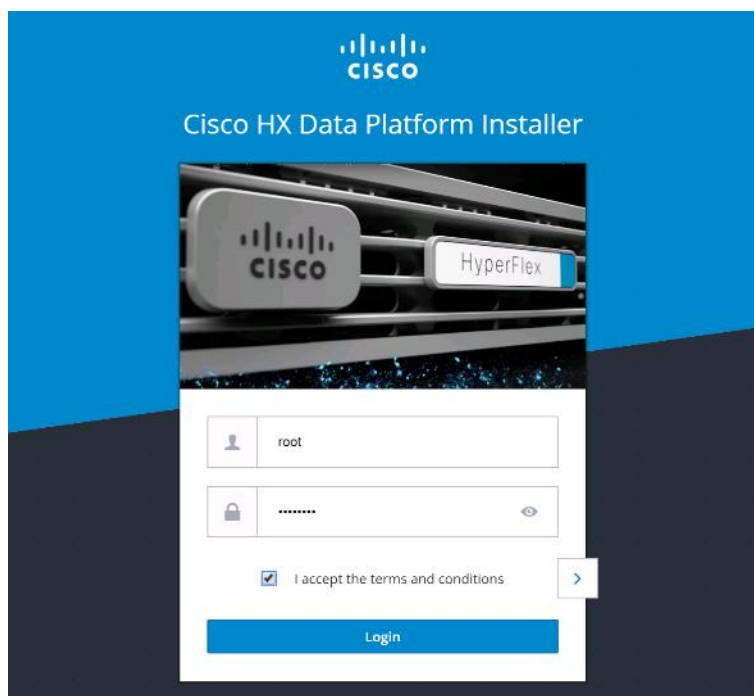 CISCO
Cisco HX Data Platform Installer
CISCO
HyperFlex
root
••••••••
I accept the terms and conditions
Login